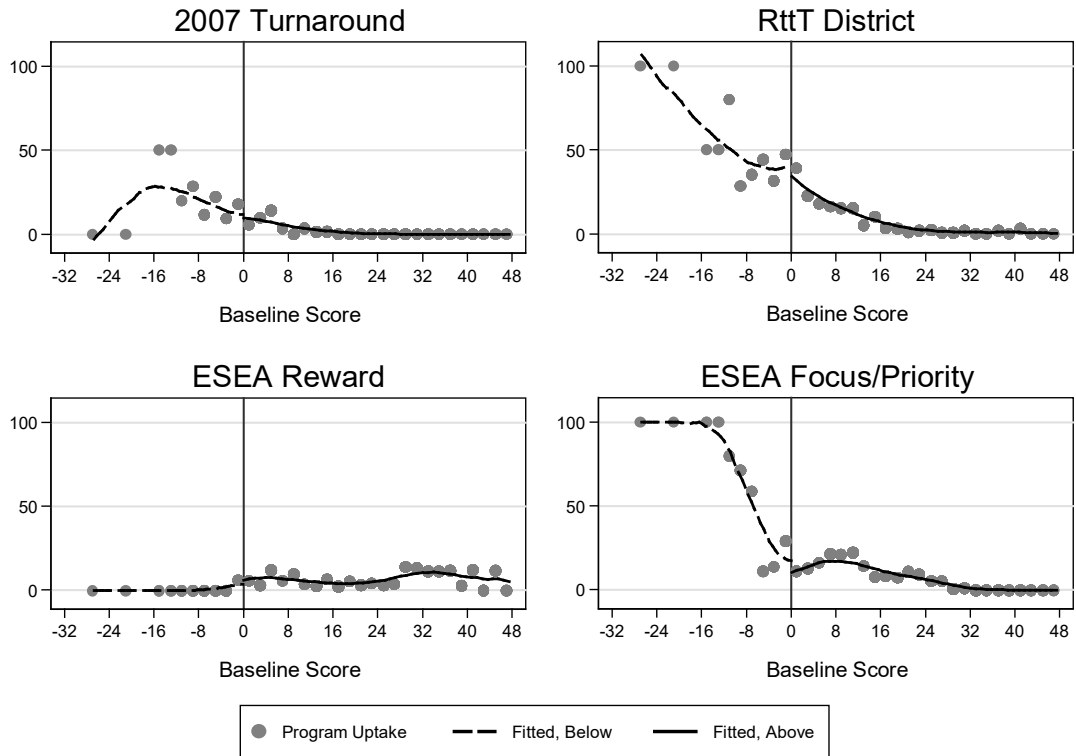 2007 Turnaround
100
50
0
-32 -24 -16 -8 0 8 16 24 32 40 48
Baseline Score
RttT District
100
50
0
-32 -24 -16 -8 0 8 16 24 32 40 48
Baseline Score
ESEA Reward
100
50
0
-32 -24 -16 -8 0 8 16 24 32 40 48
Baseline Score
ESEA Focus/Priority
100
50
0
-32 -24 -16 -8 0 8 16 24 32 40 48
Baseline Score
Program Uptake Fitted, Below Fitted, Above